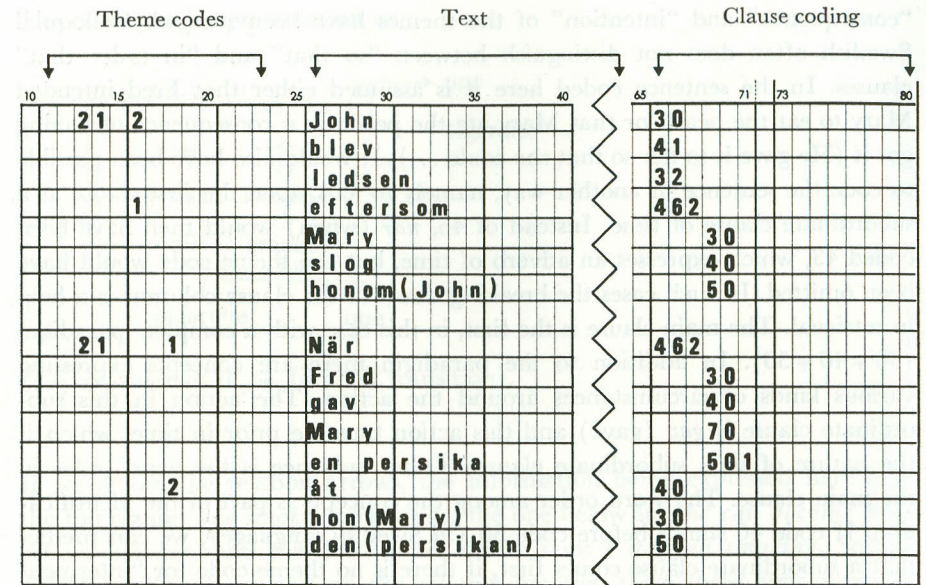 Theme codes Text Clause coding
10 15 20 25 30 35 40 65 71 73 80
21 2 John 30
blev 41
ledsen 32
1 eftersom 462
Mary 30
slog 40
honom(John) 50
21 1 När 462
Fred 30
gav 40
Mary 70
en persika 501
2 åt 40
hon(Mary) 30
den(persikan) 50